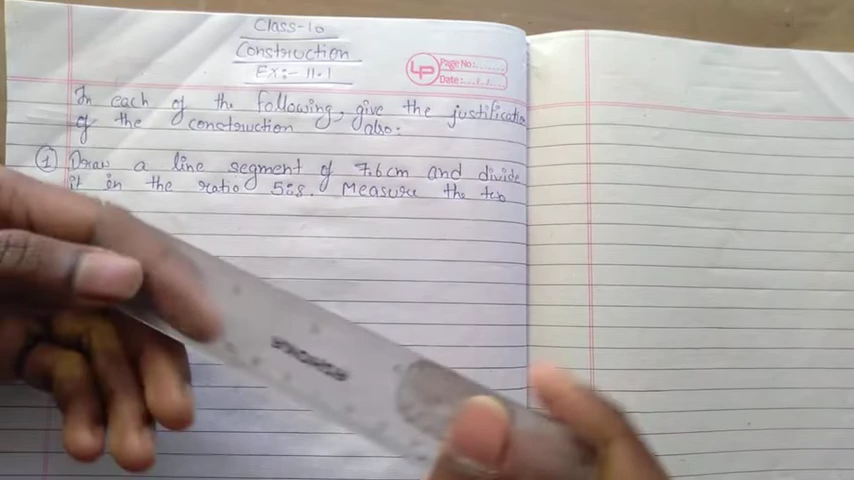 Class-10
Construction
Ex:- 11.1
LP
Page No:
Date:
In each of the following, give the justification
of the construction also:
1 Draw a line segment of 7.6cm and divide
it in the ratio 5:8. Measure the two